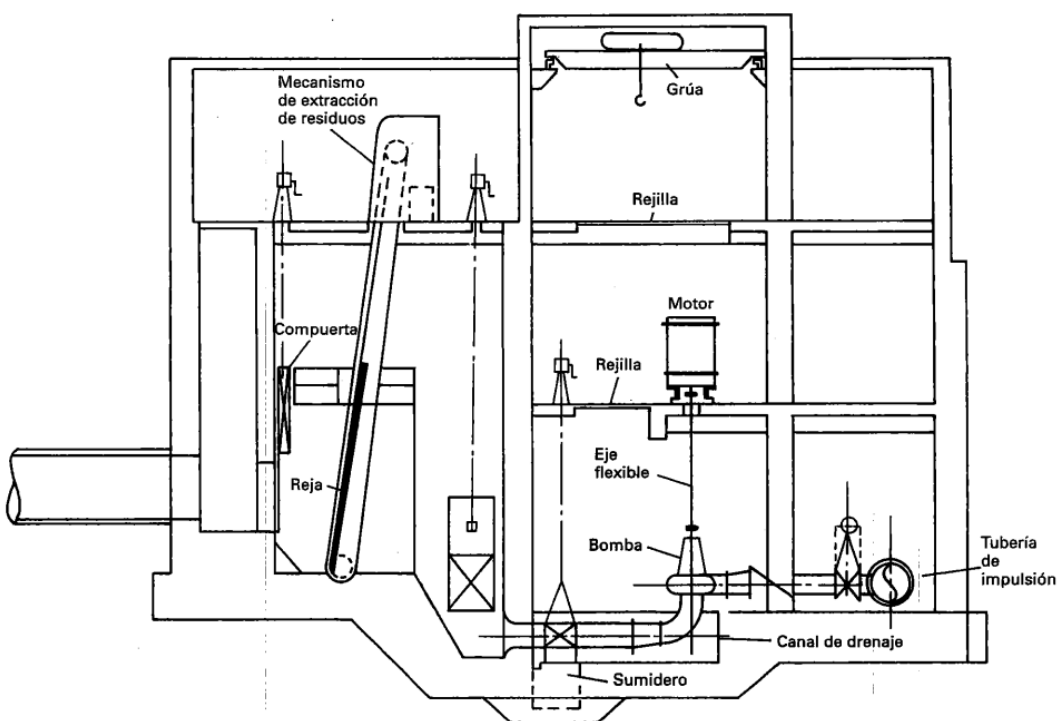 Grúa
Mecanismo
de extracción
de residuos
Rejilla
Motor
Compuerta
Rejilla
Eje
flexible
Reja
Bomba
Tubería
de
impulsión
Canal de drenaje
Sumidero